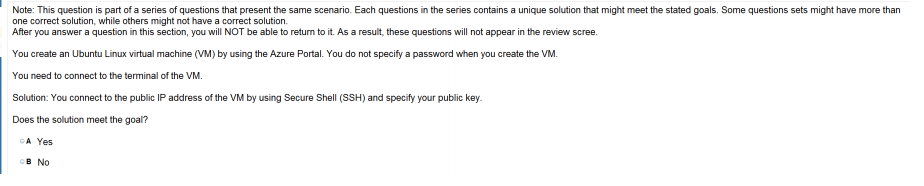 Note: This question is part of a series of questions that present the same scenario. Each questions in the series contains a unique solution that might meet the stated goals. Some questions sets might have more than
one correct solution, while others might not have a correct solution.
After you answer a question in this section, you will NOT be able to return to it. As a result, these questions will not appear in the review scree.
You create an Ubuntu Linux virtual machine (VM) by using the Azure Portal. You do not specify a password when you create the VM.
You need to connect to the terminal of the VM.
Solution: You connect to the public IP address of the VM by using Secure Shell (SSH) and specify your public key.
Does the solution meet the goal?
A Yes
B No